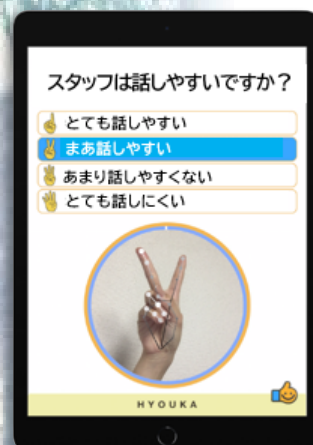 スタッフは話しやすいですか？
とても話しやすい
まあ話しやすい
あまり話しやすくない
とても話しにくい
HYOUKA